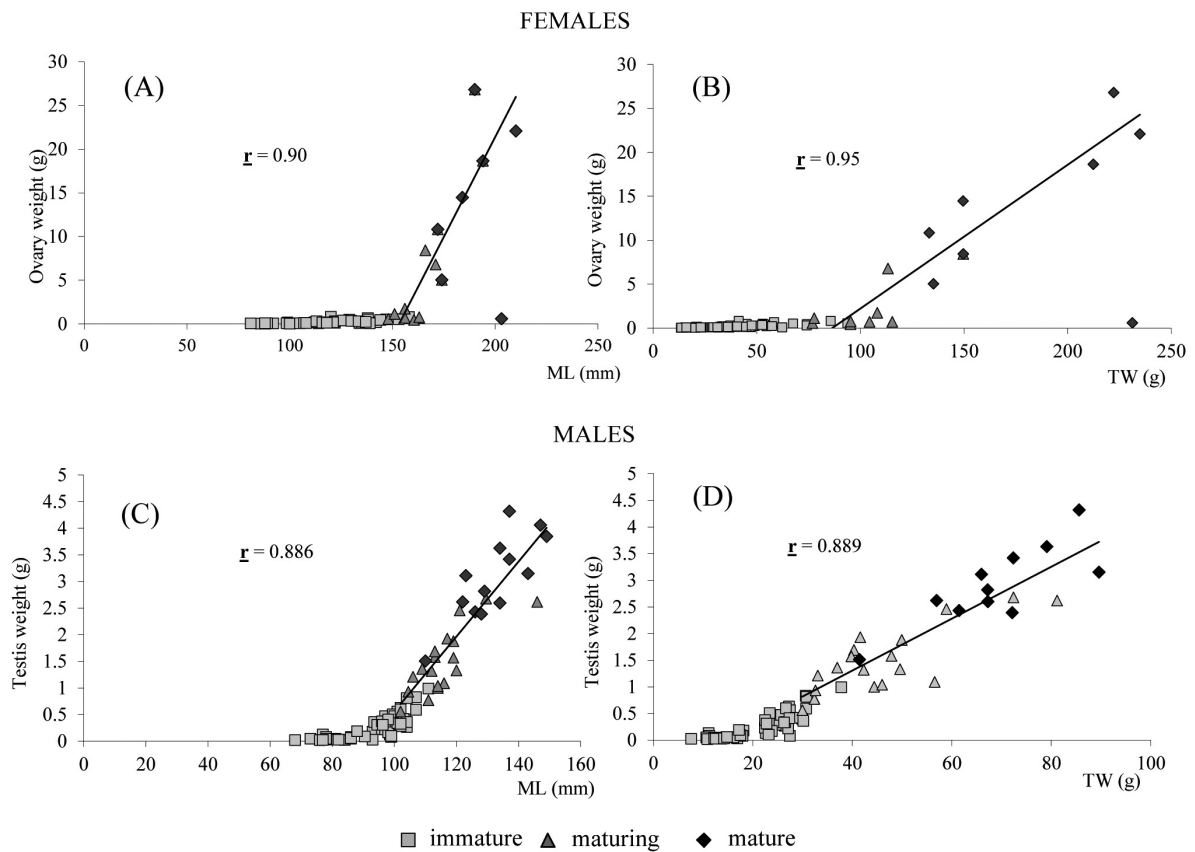 FEMALES
(A)
r = 0.90
Ovary weight (g)
30
25
20
15
10
5
0
0 50 100 150 200 250
ML (mm)
(B)
r = 0.95
Ovary weight (g)
30
25
20
15
10
5
0
0 50 100 150 200 250
TW (g)
MALES
(C)
r = 0.886
Testis weight (g)
5
4.5
4
3.5
3
2.5
2
1.5
1
0.5
0
0 20 40 60 80 100 120 140 160
ML (mm)
(D)
r = 0.889
Testis weight (g)
5
4.5
4
3.5
3
2.5
2
1.5
1
0.5
0
0 20 40 60 80 100
TW (g)
immature maturing mature